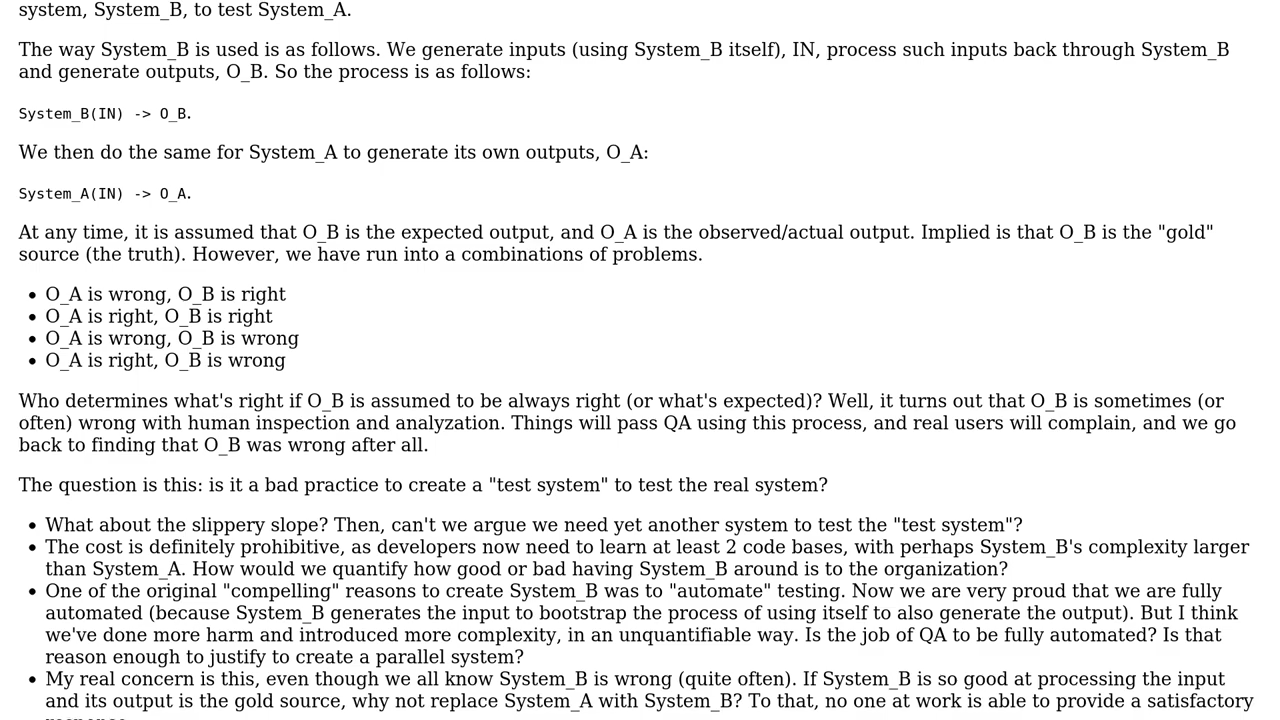 system, System_B, to test System_A.
The way System_B is used is as follows. We generate inputs (using System_B itself), IN, process such inputs back through System_B
and generate outputs, O_B. So the process is as follows:
System_B(IN) -> O_B.
We then do the same for System_A to generate its own outputs, O_A:
System_A(IN) -> O_A.
At any time, it is assumed that O_B is the expected output, and O_A is the observed/actual output. Implied is that O_B is the "gold"
source (the truth). However, we have run into a combinations of problems.
• O_A is wrong, O_B is right
• O_A is right, O_B is right
• O_A is wrong, O_B is wrong
• O_A is right, O_B is wrong
Who determines what's right if O_B is assumed to be always right (or what's expected)? Well, it turns out that O_B is sometimes (or
often) wrong with human inspection and analyzation. Things will pass QA using this process, and real users will complain, and we go
back to finding that O_B was wrong after all.
The question is this: is it a bad practice to create a "test system" to test the real system?
• What about the slippery slope? Then, can't we argue we need yet another system to test the "test system"?
• The cost is definitely prohibitive, as developers now need to learn at least 2 code bases, with perhaps System_B's complexity larger
than System_A. How would we quantify how good or bad having System_B around is to the organization?
• One of the original "compelling" reasons to create System_B was to "automate" testing. Now we are very proud that we are fully
automated (because System_B generates the input to bootstrap the process of using itself to also generate the output). But I think
we've done more harm and introduced more complexity, in an unquantifiable way. Is the job of QA to be fully automated? Is that
reason enough to justify to create a parallel system?
• My real concern is this, even though we all know System_B is wrong (quite often). If System_B is so good at processing the input
and its output is the gold source, why not replace System_A with System_B? To that, no one at work is able to provide a satisfactory